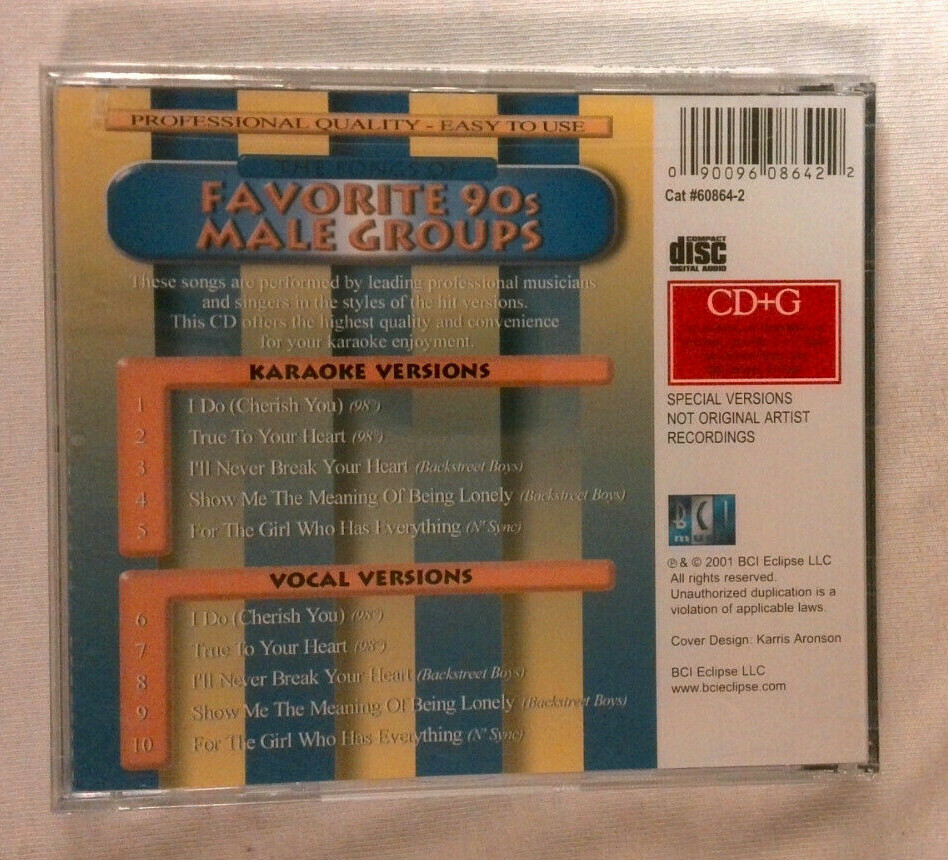 PROFESSIONAL QUALITY - EASY TO USE
THE SONGS OF
FAVORITE 90s
MALE GROUPS
These songs are performed by leading professional musicians
and singers in the styles of the hit versions.
This CD offers the highest quality and convenience
for your karaoke enjoyment.
KARAOKE VERSIONS
1 I Do (Cherish You) (98°)
2 True To Your Heart (98°)
3 I'll Never Break Your Heart (Backstreet Boys)
4 Show Me The Meaning Of Being Lonely (Backstreet Boys)
5 For The Girl Who Has Everything (N' Sync)
VOCAL VERSIONS
6 I Do (Cherish You) (98°)
7 True To Your Heart (98°)
8 I'll Never Break Your Heart (Backstreet Boys)
9 Show Me The Meaning Of Being Lonely (Backstreet Boys)
10 For The Girl Who Has Everything (N' Sync)
0 90096 08642 2
Cat #60864-2
COMPACT
disc
DIGITAL AUDIO
CD+G
SPECIAL VERSIONS
NOT ORIGINAL ARTIST
RECORDINGS
BCI
℗ & © 2001 BCI Eclipse LLC
All rights reserved.
Unauthorized duplication is a
violation of applicable laws.
Cover Design: Karris Aronson
BCI Eclipse LLC
www.bcieclipse.com